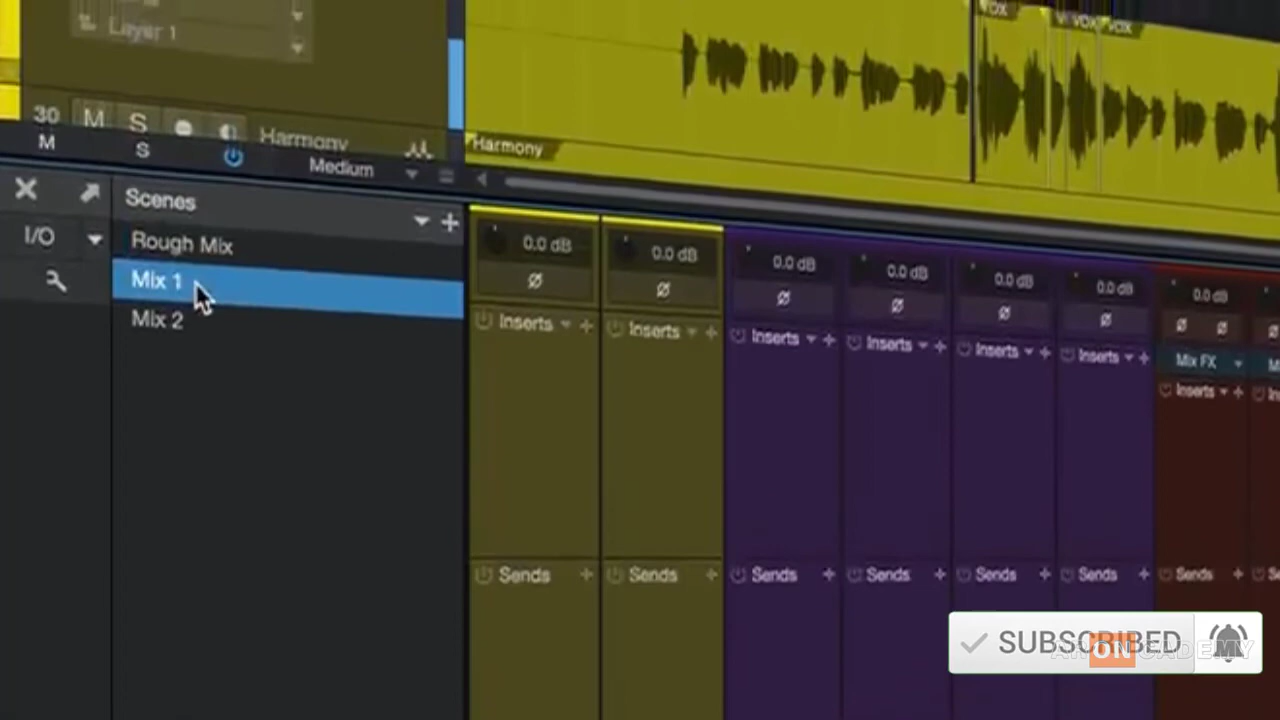 Layer 1
VOX
VOX VOX
30 M S
Harmony
M S Medium
Harmony
Scenes
I/O
Rough Mix
Mix 1
Mix 2
0.0 dB 0.0 dB 0.0 dB 0.0 dB 0.0 dB 0.0 dB 0.0 dB
Mix FX
Inserts Inserts Inserts Inserts Inserts Inserts Inserts
Sends Sends Sends Sends Sends Sends Sends
SUBSCRIBED
ON